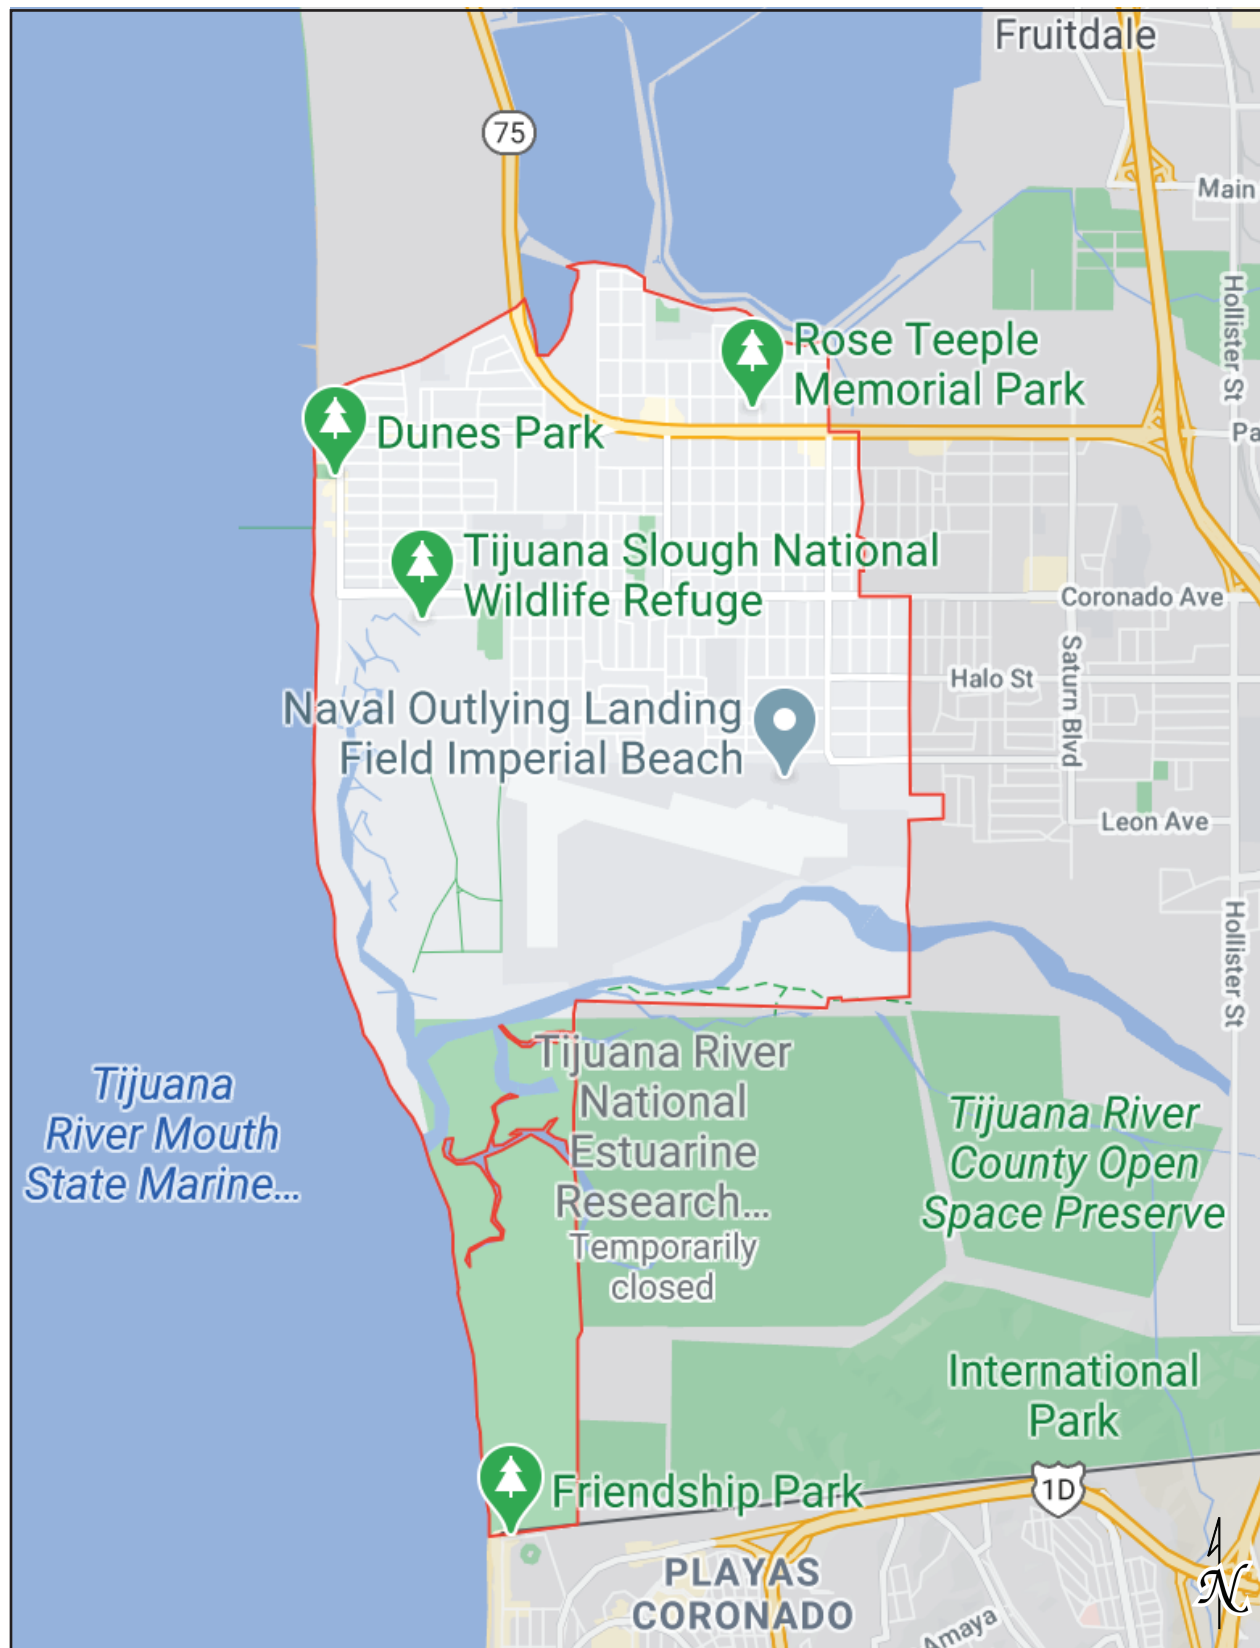 Fruitdale
75
Main
Hollister St
Rose Teeple
Memorial Park
Dunes Park
Pa
Tijuana Slough National
Wildlife Refuge
Coronado Ave
Saturn Blvd
Halo St
Naval Outlying Landing
Field Imperial Beach
Leon Ave
Hollister St
Tijuana River
National
Estuarine
Research...
Temporarily
closed
Tijuana
River Mouth
State Marine...
Tijuana River
County Open
Space Preserve
International
Park
1D
Friendship Park
PLAYAS
CORONADO
Amaya
N